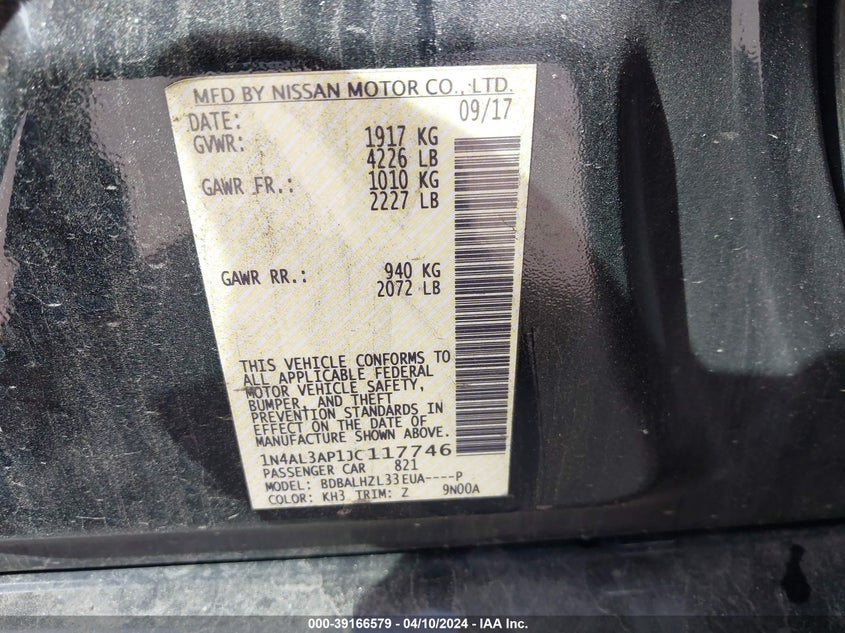 MFD BY NISSAN MOTOR CO., LTD.
DATE: 09/17
GVWR: 1917 KG
4226 LB
GAWR FR.: 1010 KG
2227 LB
GAWR RR.: 940 KG
2072 LB
THIS VEHICLE CONFORMS TO
ALL APPLICABLE FEDERAL
MOTOR VEHICLE SAFETY,
BUMPER, AND THEFT
PREVENTION STANDARDS IN
EFFECT ON THE DATE OF
MANUFACTURE SHOWN ABOVE.
1N4AL3AP1JC117746
PASSENGER CAR 821
MODEL: BDBALHZL33EUA----P
COLOR: KH3 TRIM: Z 9N00A
000-39166579 - 04/10/2024 - IAA Inc.